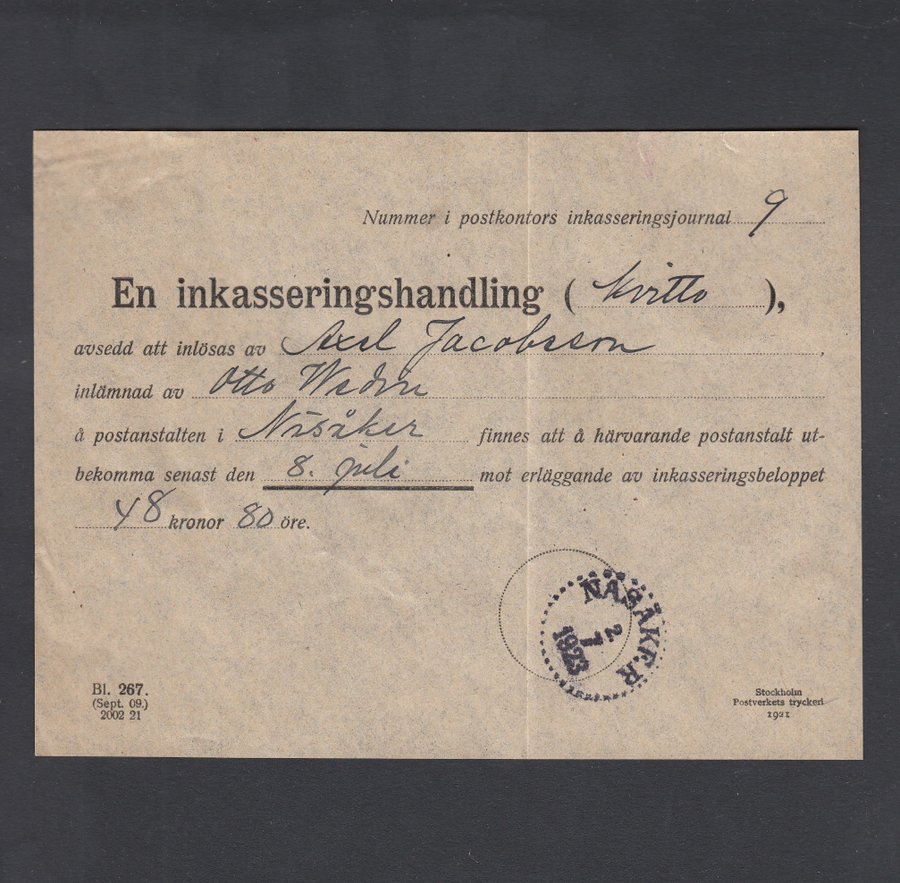 Nummer i postkontors inkasseringsjournal 9
En inkasseringshandling (Kvitto),
avsedd att inlösas av Axel Jacobsson,
inlämnad av Otto Wedin
å postanstalten i Näsåker finnes att å härvarande postanstalt ut-
bekomma senast den 8. juli mot erläggande av inkasseringsbeloppet
48 kronor 80 öre.
NÄSÅKER
2
7
1923
Bl. 267.
(Sept. 09.)
2002 21
Stockholm
Postverkets tryckeri
1921